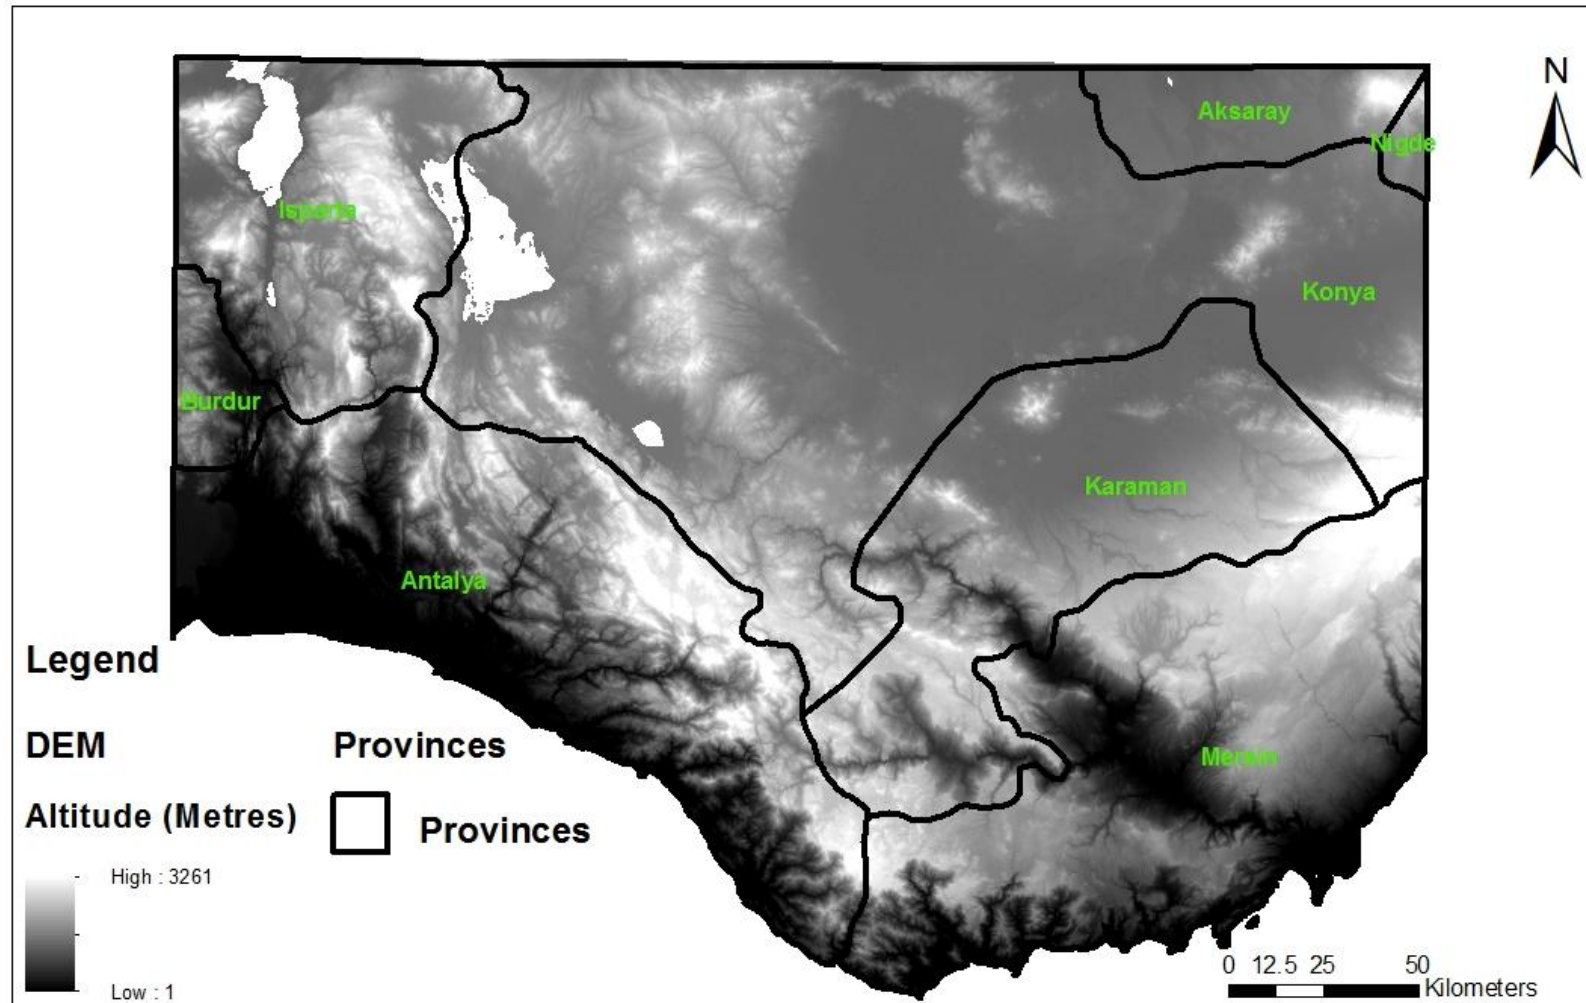 N
Aksaray
Nigde
Isparta
Konya
Burdur
Karaman
Antalya
Mersin
Legend
DEM
Provinces
Altitude (Metres)
Provinces
High : 3261
Low : 1
0 12.5 25 50
Kilometers